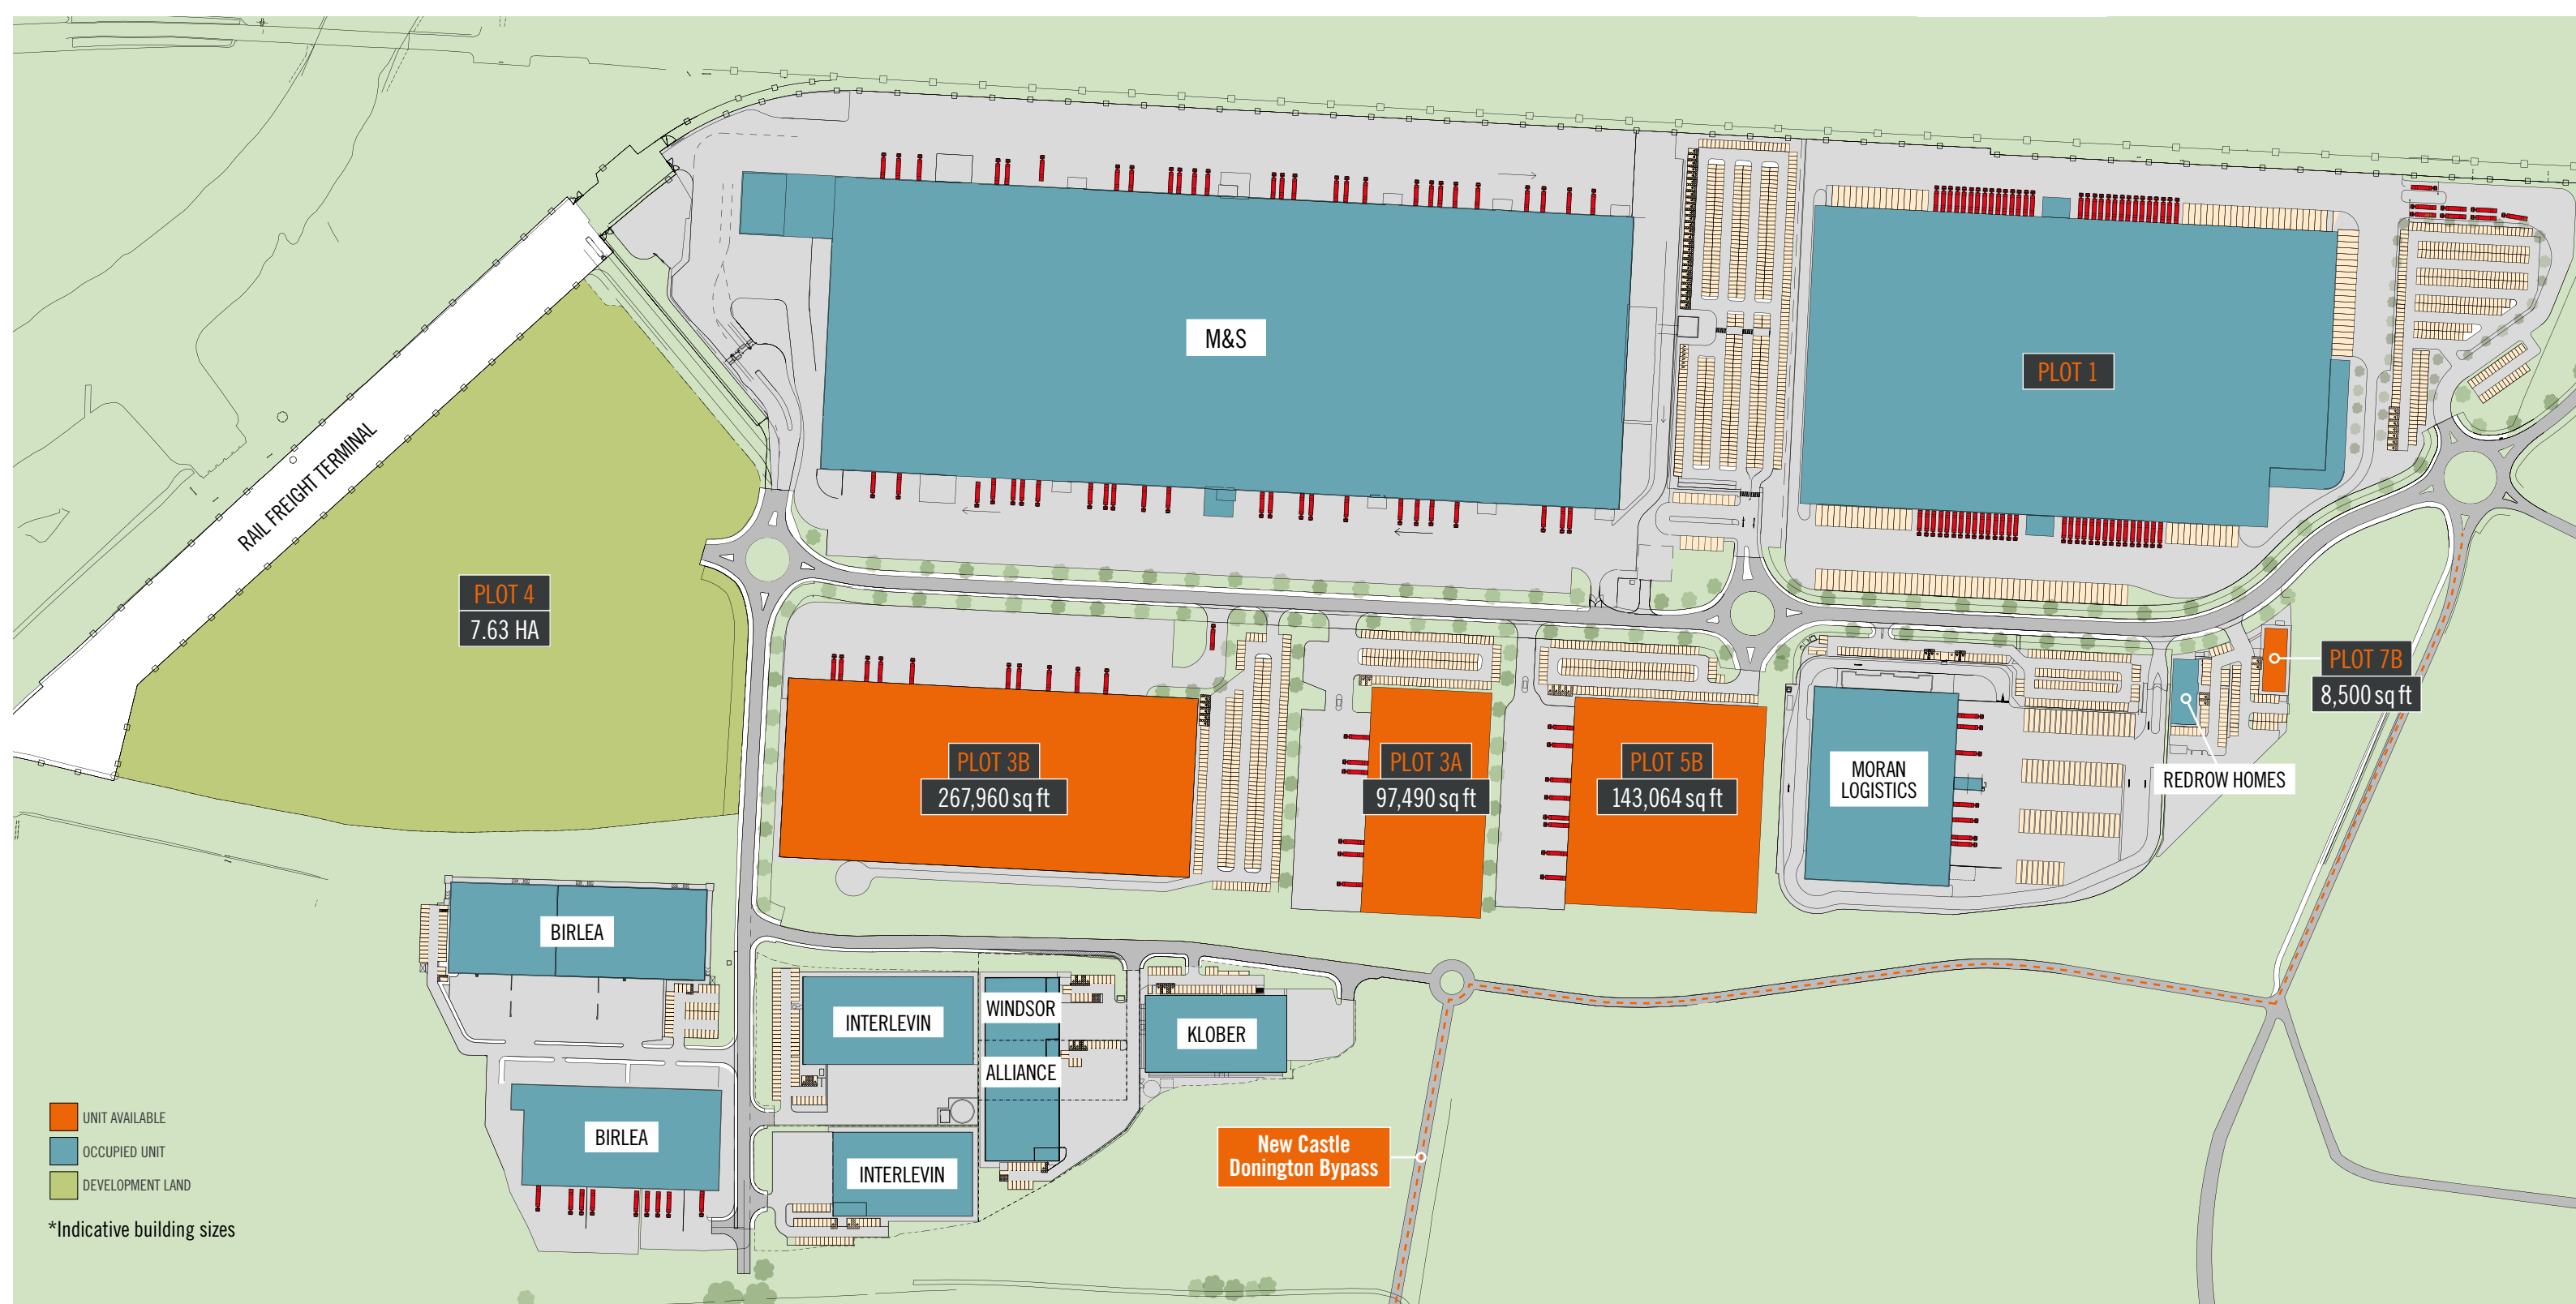 M&S
PLOT 1
RAIL FREIGHT TERMINAL
PLOT 4
7.63 HA
PLOT 3B
267,960 sq ft
PLOT 3A
97,490 sq ft
PLOT 5B
143,064 sq ft
MORAN
LOGISTICS
PLOT 7B
8,500 sq ft
REDROW HOMES
BIRLEA
INTERLEVIN
WINDSOR
ALLIANCE
KLOBER
BIRLEA
INTERLEVIN
New Castle
Donington Bypass
UNIT AVAILABLE
OCCUPIED UNIT
DEVELOPMENT LAND
*Indicative building sizes